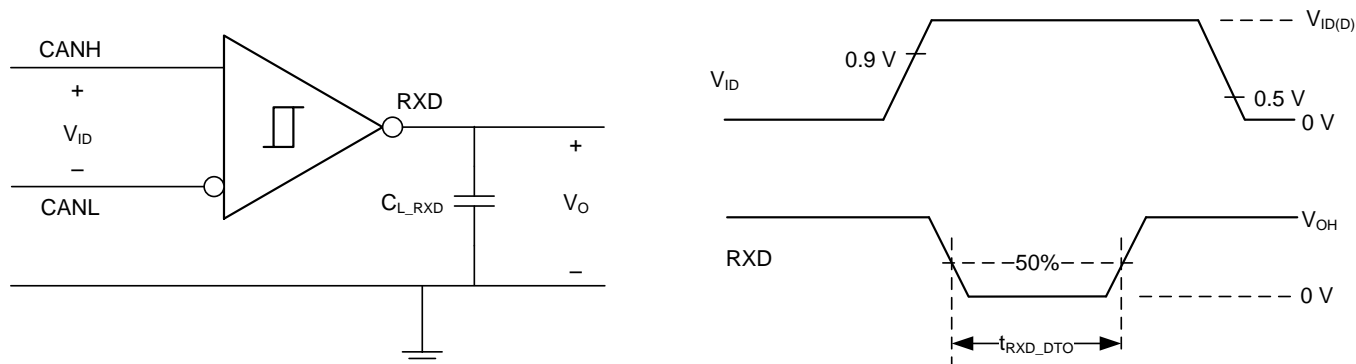 CANH
+
V_ID
−
CANL
RXD
C_L_RXD
+
V_O
−
V_ID
0.9 V
V_ID(D)
0.5 V
0 V
RXD
50%
V_OH
0 V
t_RXD_DTO